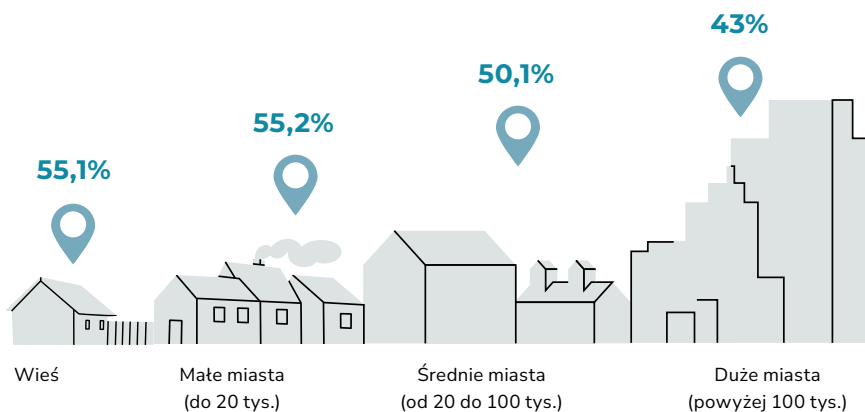 55,1%
55,2%
50,1%
43%
Wieś
Małe miasta
(do 20 tys.)
Średnie miasta
(od 20 do 100 tys.)
Duże miasta
(powyżej 100 tys.)